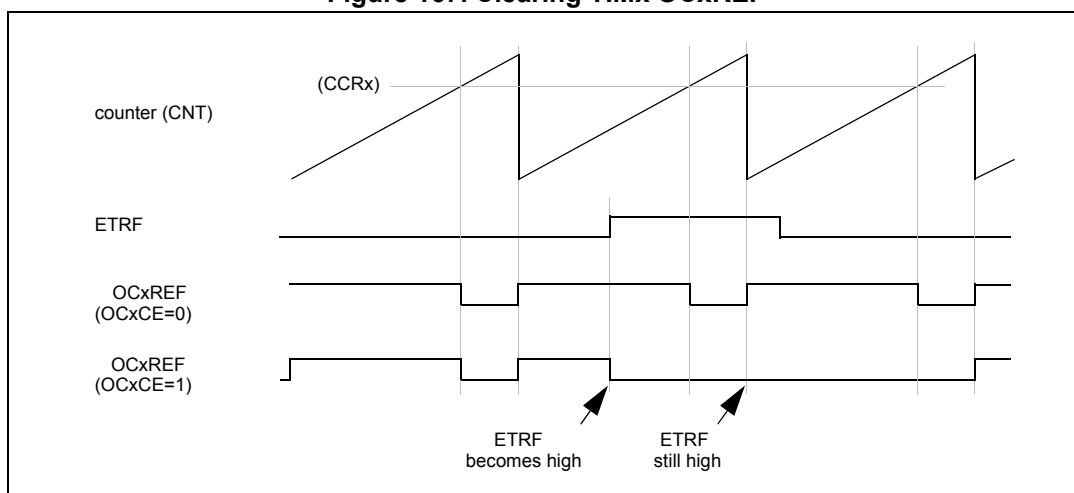 Figure Clearing TIMx OCxREF
(CCRx)
counter (CNT)
ETRF
OCxREF
(OCxCE=0)
OCxREF
(OCxCE=1)
ETRF
becomes high
ETRF
still high